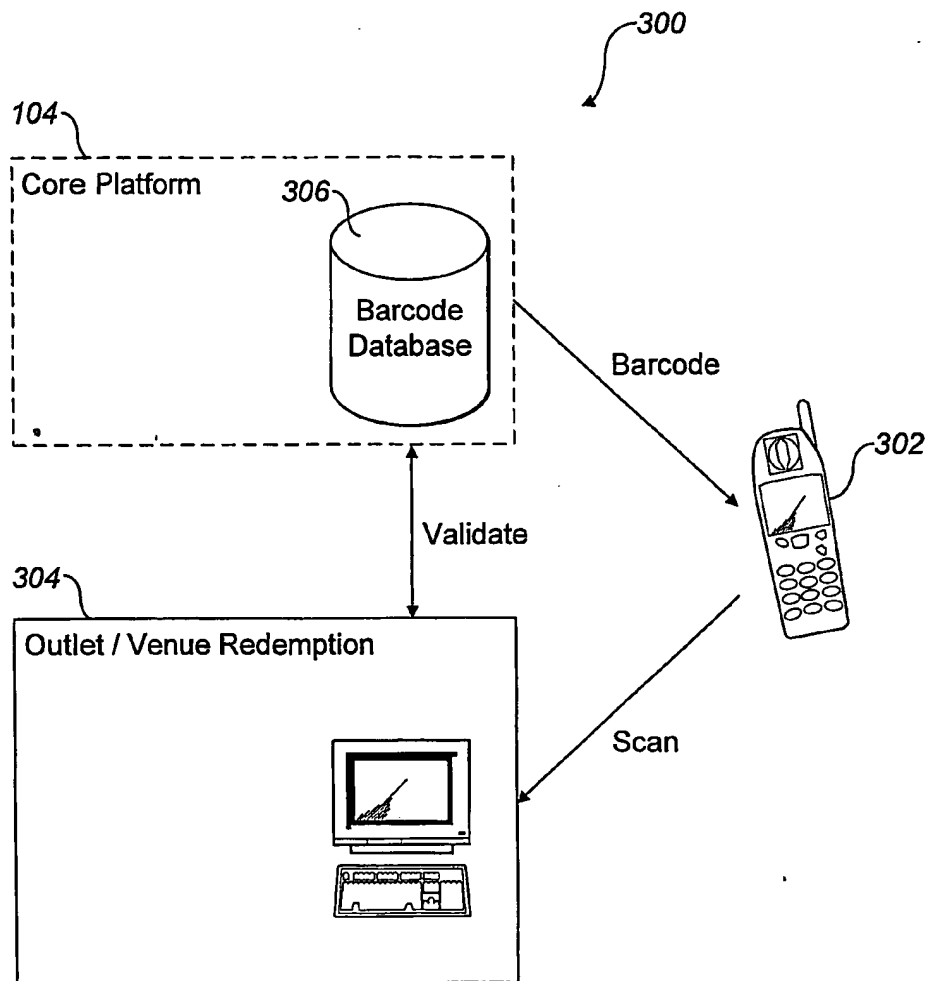 300
104
Core Platform
306
Barcode
Database
Barcode
302
Validate
304
Outlet / Venue Redemption
Scan